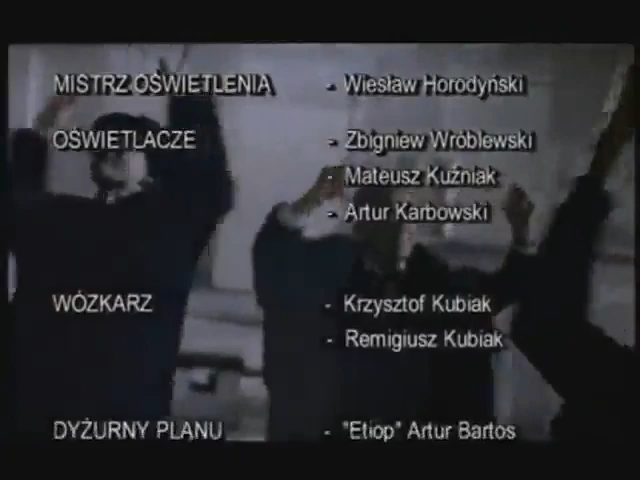 MISTRZ OŚWIETLENIA - Wiesław Horodyński
OŚWIETLACZE - Zbigniew Wróblewski
- Mateusz Kuźniak
- Artur Karbowski
WÓZKARZ - Krzysztof Kubiak
- Remigiusz Kubiak
DYŻURNY PLANU - "Etiop" Artur Bartos